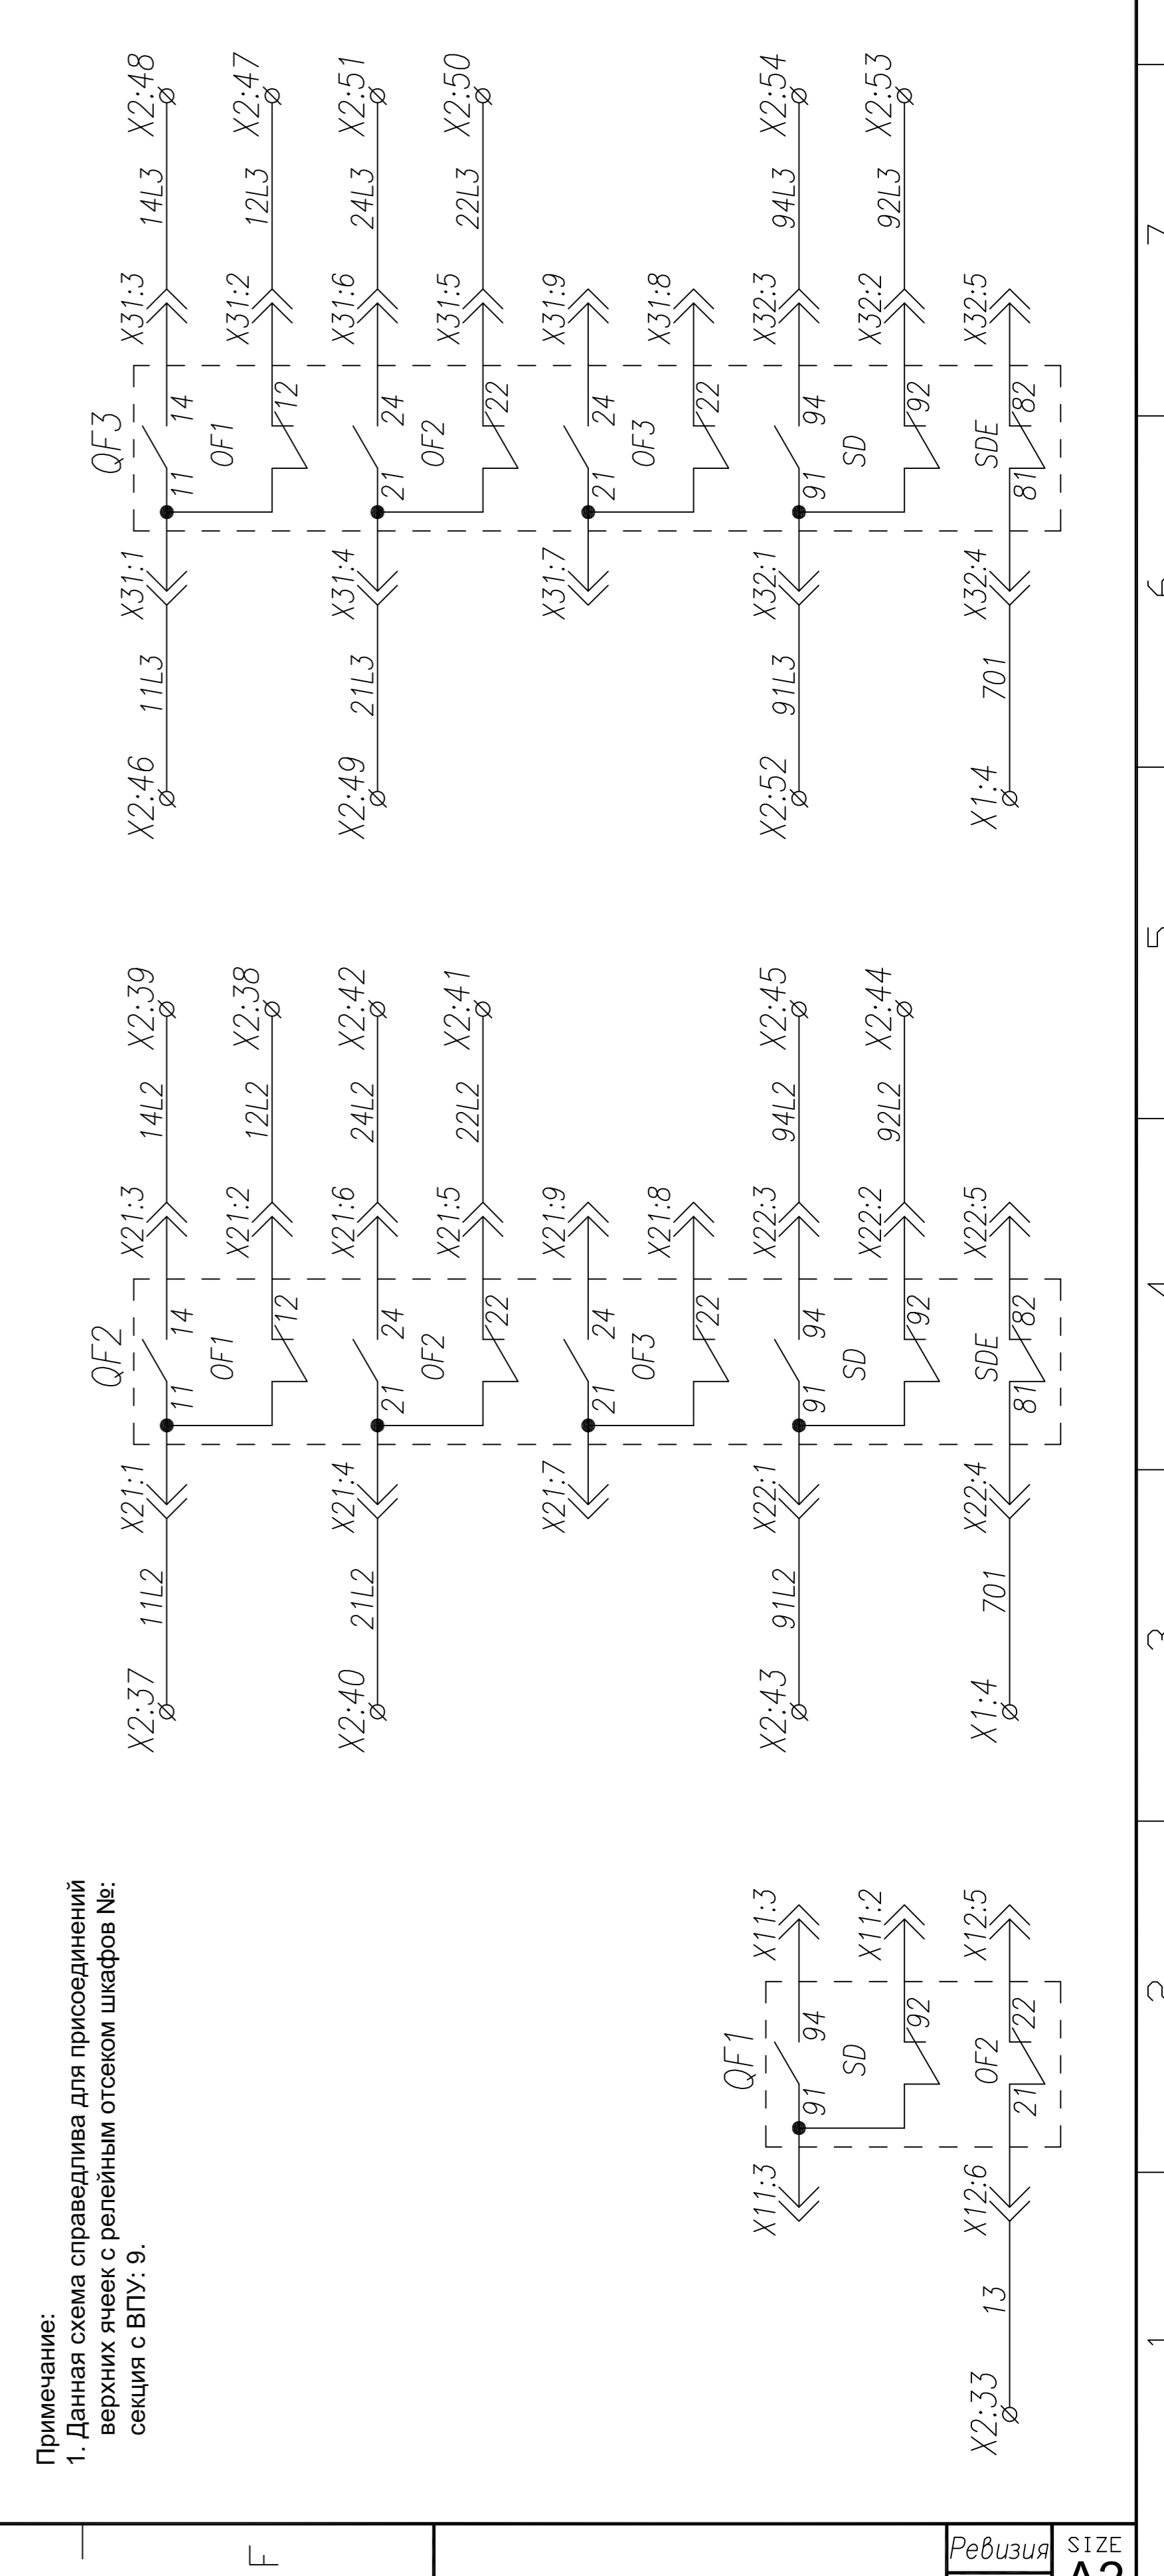 Примечание:
1. Данная схема справедлива для присоединений
верхних ячеек с релейным отсеком шкафов №:
секция с ВПУ: 9.
QF1
X11:3 91 94 X11:3
SD
92 X11:2
X2:33 13 X12:6 21 OF2 22 X12:5
QF2
X2:37 11L2 X21:1 11 14 X21:3 14L2 X2:39
OF1
12 X21:2 12L2 X2:38
X2:40 21L2 X21:4 21 24 X21:6 24L2 X2:42
OF2
22 X21:5 22L2 X2:41
X21:7 21 24 X21:9
OF3
22 X21:8
X2:43 91L2 X22:1 91 94 X22:3 94L2 X2:45
SD
92 X22:2 92L2 X2:44
X1:4 701 X22:4 81 SDE 82 X22:5
QF3
X2:46 11L3 X31:1 11 14 X31:3 14L3 X2:48
OF1
12 X31:2 12L3 X2:47
X2:49 21L3 X31:4 21 24 X31:6 24L3 X2:51
OF2
22 X31:5 22L3 X2:50
X31:7 21 24 X31:9
OF3
22 X31:8
X2:52 91L3 X32:1 91 94 X32:3 94L3 X2:54
SD
92 X32:2 92L3 X2:53
X1:4 701 X32:4 81 SDE 82 X32:5
1 2 3 4 5 6 7
F
Ревизия
SIZE
A3